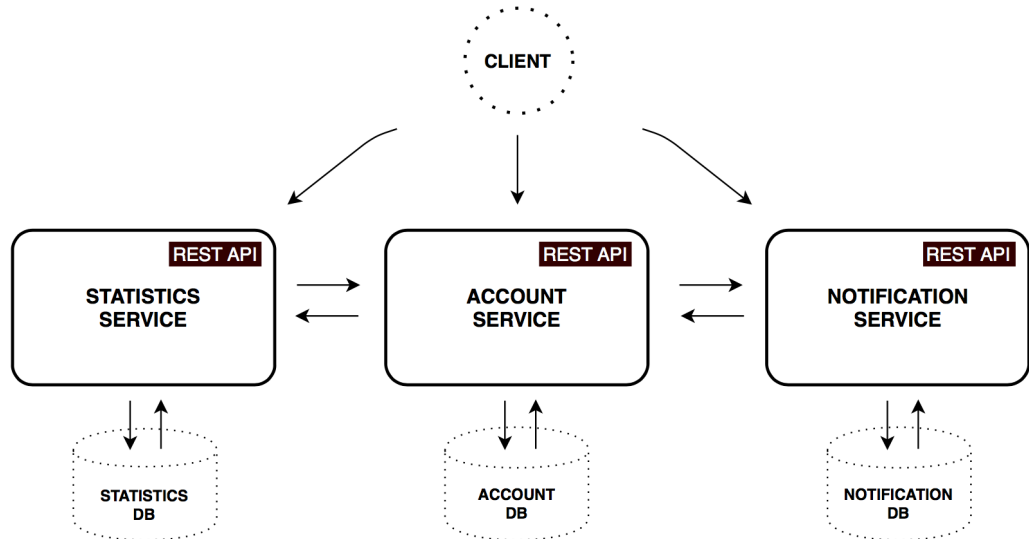 CLIENT
REST API
STATISTICS
SERVICE
REST API
ACCOUNT
SERVICE
REST API
NOTIFICATION
SERVICE
STATISTICS
DB
ACCOUNT
DB
NOTIFICATION
DB